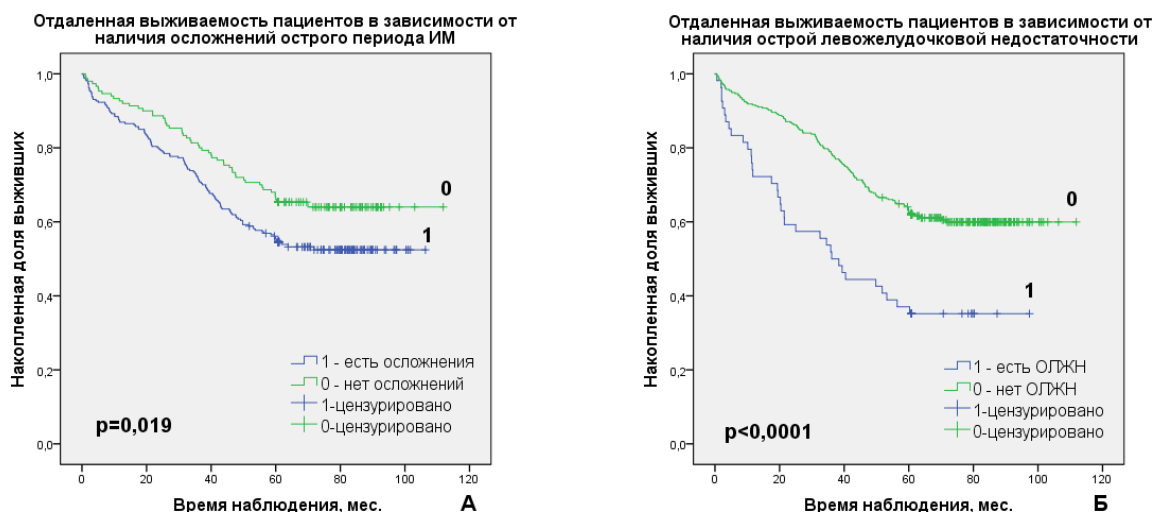 Отдаленная выживаемость пациентов в зависимости от
наличия осложнений острого периода ИМ
Накопленная доля выживших
1,0
0,8
0,6
0,4
0,2
0,0
0
1
1 - есть осложнения
0 - нет осложнений
1-цензурировано
0-цензурировано
p=0,019
0 20 40 60 80 100 120
Время наблюдения, мес.
А
Отдаленная выживаемость пациентов в зависимости от
наличия острой левожелудочковой недостаточности
Накопленная доля выживших
1,0
0,8
0,6
0,4
0,2
0,0
0
1
1 - есть ОЛЖН
0 - нет ОЛЖН
1-цензурировано
0-цензурировано
p<0,0001
0 20 40 60 80 100 120
Время наблюдения, мес.
Б